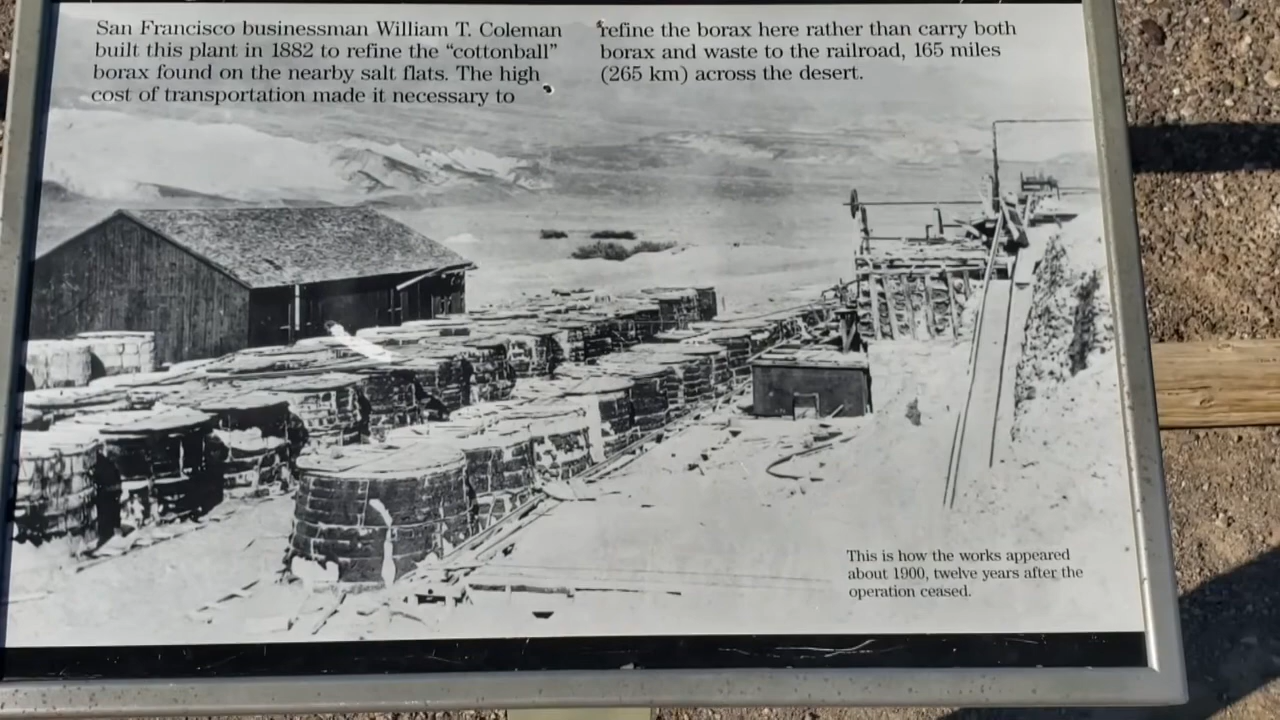 San Francisco businessman William T. Coleman
built this plant in 1882 to refine the “cottonball”
borax found on the nearby salt flats. The high
cost of transportation made it necessary to
refine the borax here rather than carry both
borax and waste to the railroad, 165 miles
(265 km) across the desert.
This is how the works appeared
about 1900, twelve years after the
operation ceased.